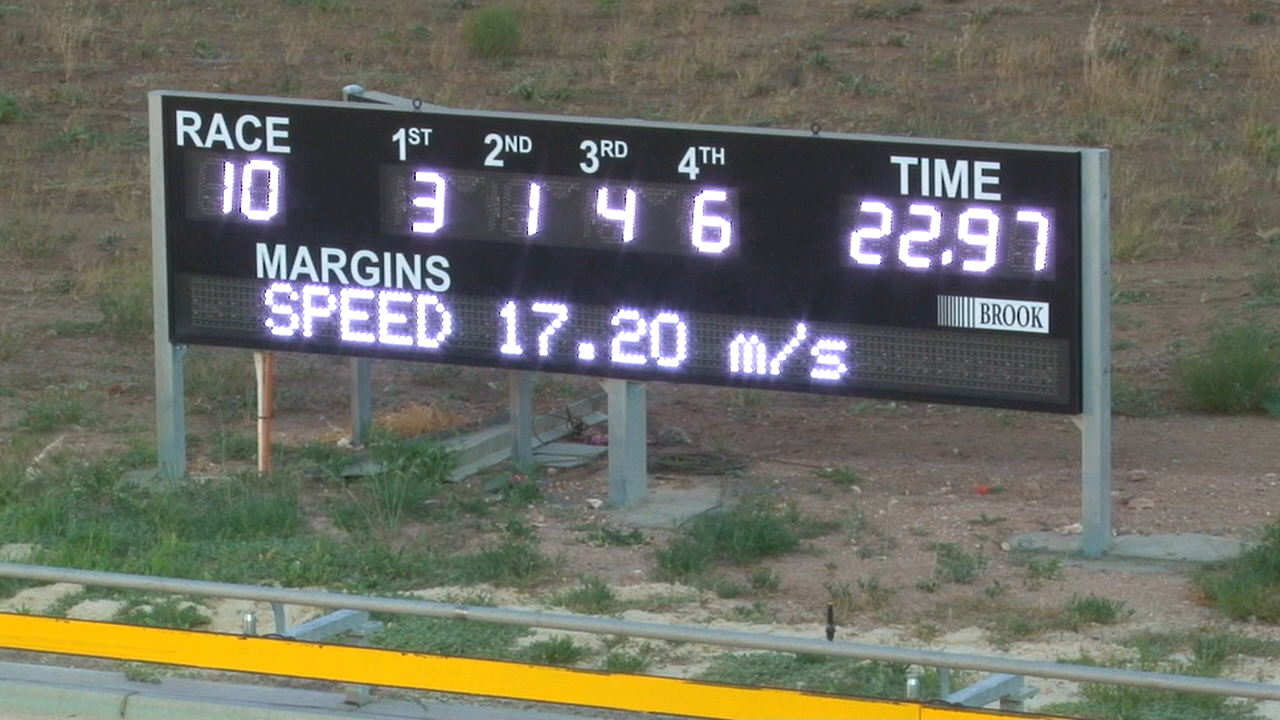 RACE 1ST 2ND 3RD 4TH TIME
10 3 1 4 6 22.97
MARGINS
SPEED 17.20 m/s
BROOK